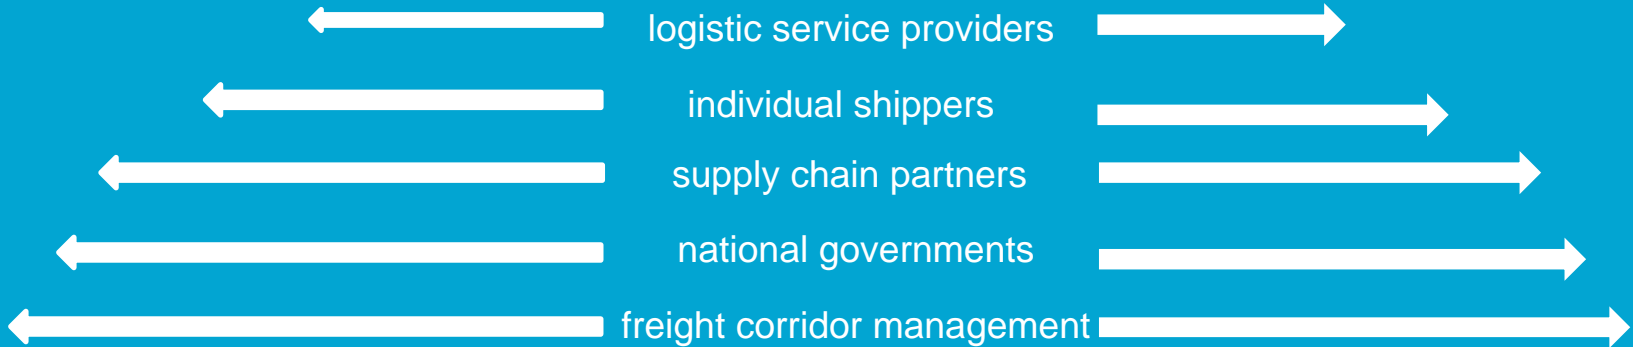 logistic service providers
individual shippers
supply chain partners
national governments
freight corridor management